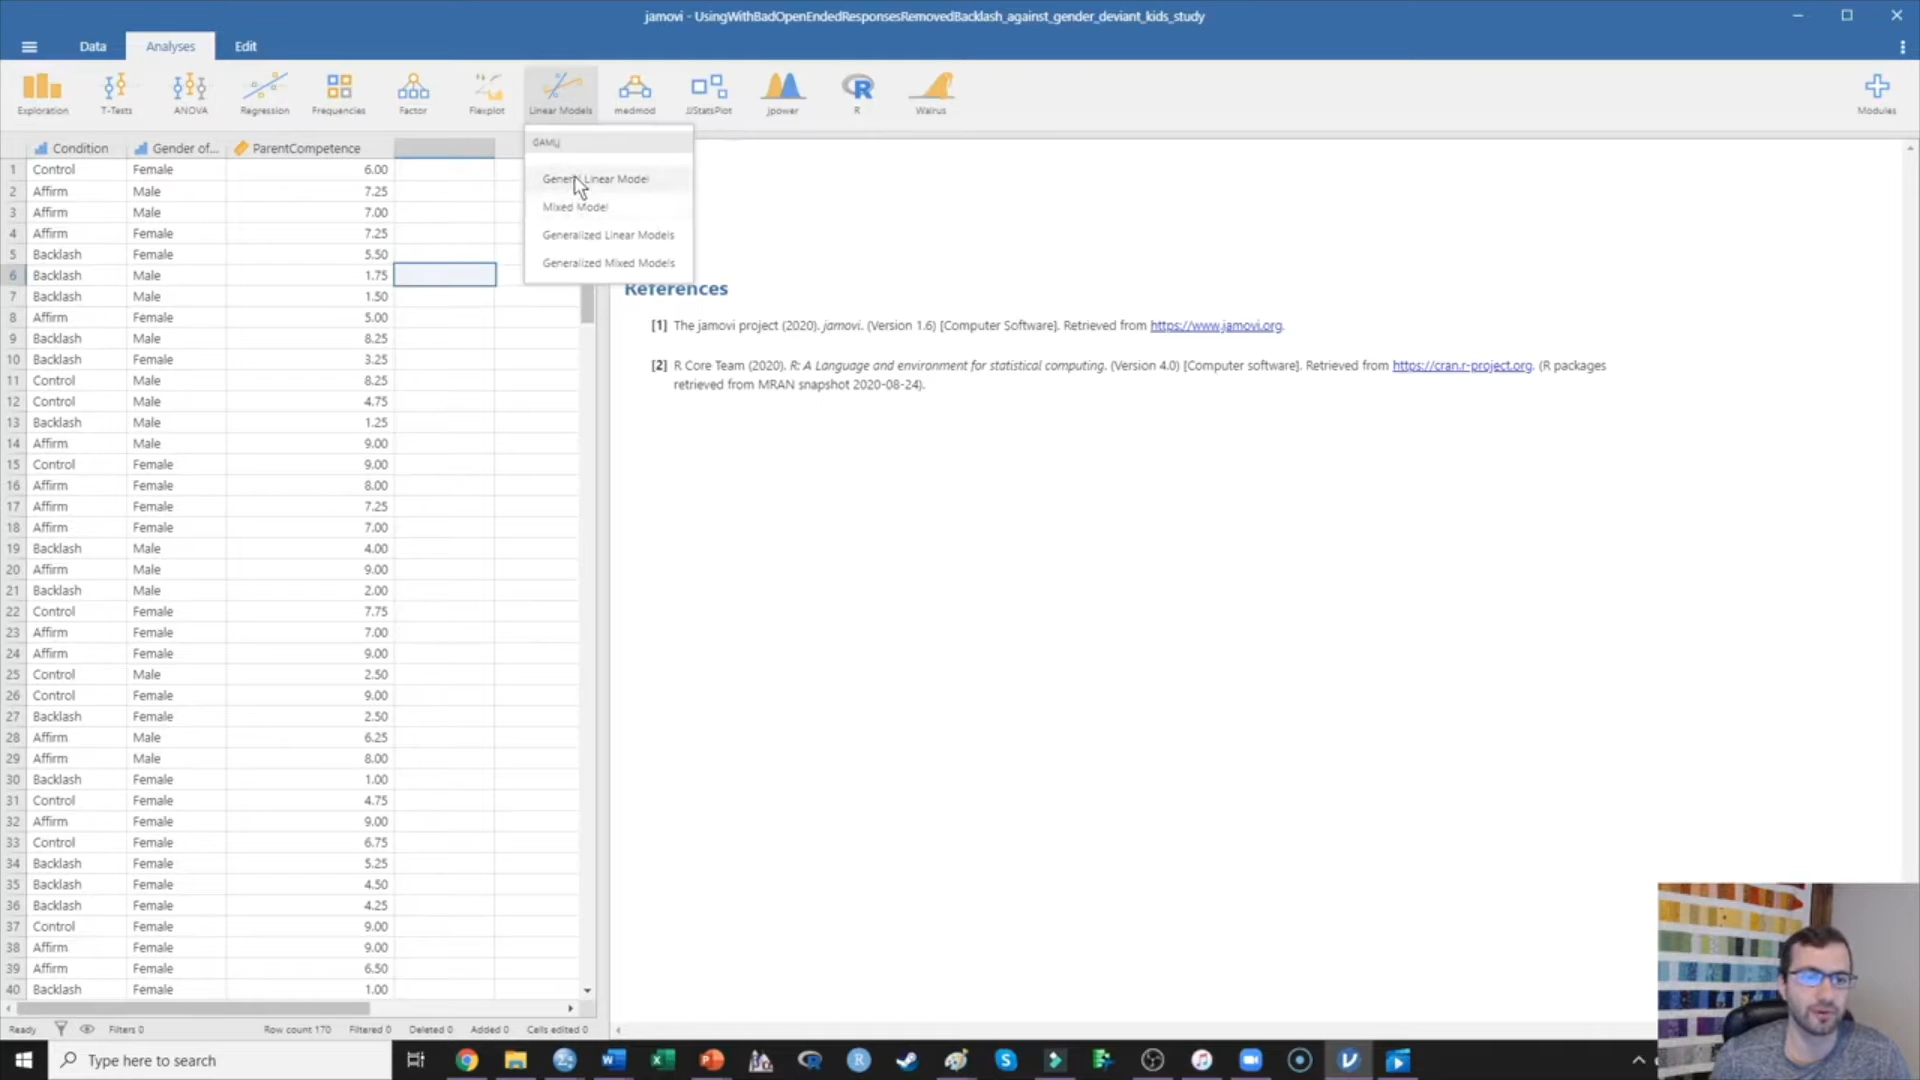 jamovi - UsingWithBadOpenEndedResponsesRemovedBacklash_against_gender_deviant_kids_study
Data Analyses Edit
Exploration T-Tests ANOVA Regression Frequencies Factor Flexplot Linear Models medmod JJStatsPlot jpower R Walrus Modules
GAMLj
General Linear Model
Mixed Model
Generalized Linear Models
Generalized Mixed Models
Condition Gender of... ParentCompetence
1 Control Female 6.00
2 Affirm Male 7.25
3 Affirm Male 7.00
4 Affirm Female 7.25
5 Backlash Female 5.50
6 Backlash Male 1.75
7 Backlash Male 1.50
8 Affirm Female 5.00
9 Backlash Male 8.25
10 Backlash Female 3.25
11 Control Male 8.25
12 Control Male 4.75
13 Backlash Male 1.25
14 Affirm Male 9.00
15 Control Female 9.00
16 Affirm Female 8.00
17 Affirm Female 7.25
18 Affirm Female 7.00
19 Backlash Male 4.00
20 Affirm Male 9.00
21 Backlash Male 2.00
22 Control Female 7.75
23 Affirm Female 7.00
24 Affirm Female 9.00
25 Control Male 2.50
26 Control Female 9.00
27 Backlash Female 2.50
28 Affirm Male 6.25
29 Affirm Male 8.00
30 Backlash Female 1.00
31 Control Female 4.75
32 Affirm Female 9.00
33 Control Female 6.75
34 Backlash Female 5.25
35 Backlash Female 4.50
36 Backlash Female 4.25
37 Control Female 9.00
38 Affirm Female 9.00
39 Affirm Female 6.50
40 Backlash Female 1.00
References
[1] The jamovi project (2020). jamovi. (Version 1.6) [Computer Software]. Retrieved from https://www.jamovi.org.
[2] R Core Team (2020). R: A Language and environment for statistical computing. (Version 4.0) [Computer software]. Retrieved from https://cran.r-project.org. (R packages
retrieved from MRAN snapshot 2020-08-24).
Ready Filters 0 Row count 170 Filtered 0 Deleted 0 Added 0 Cells edited 0
Type here to search